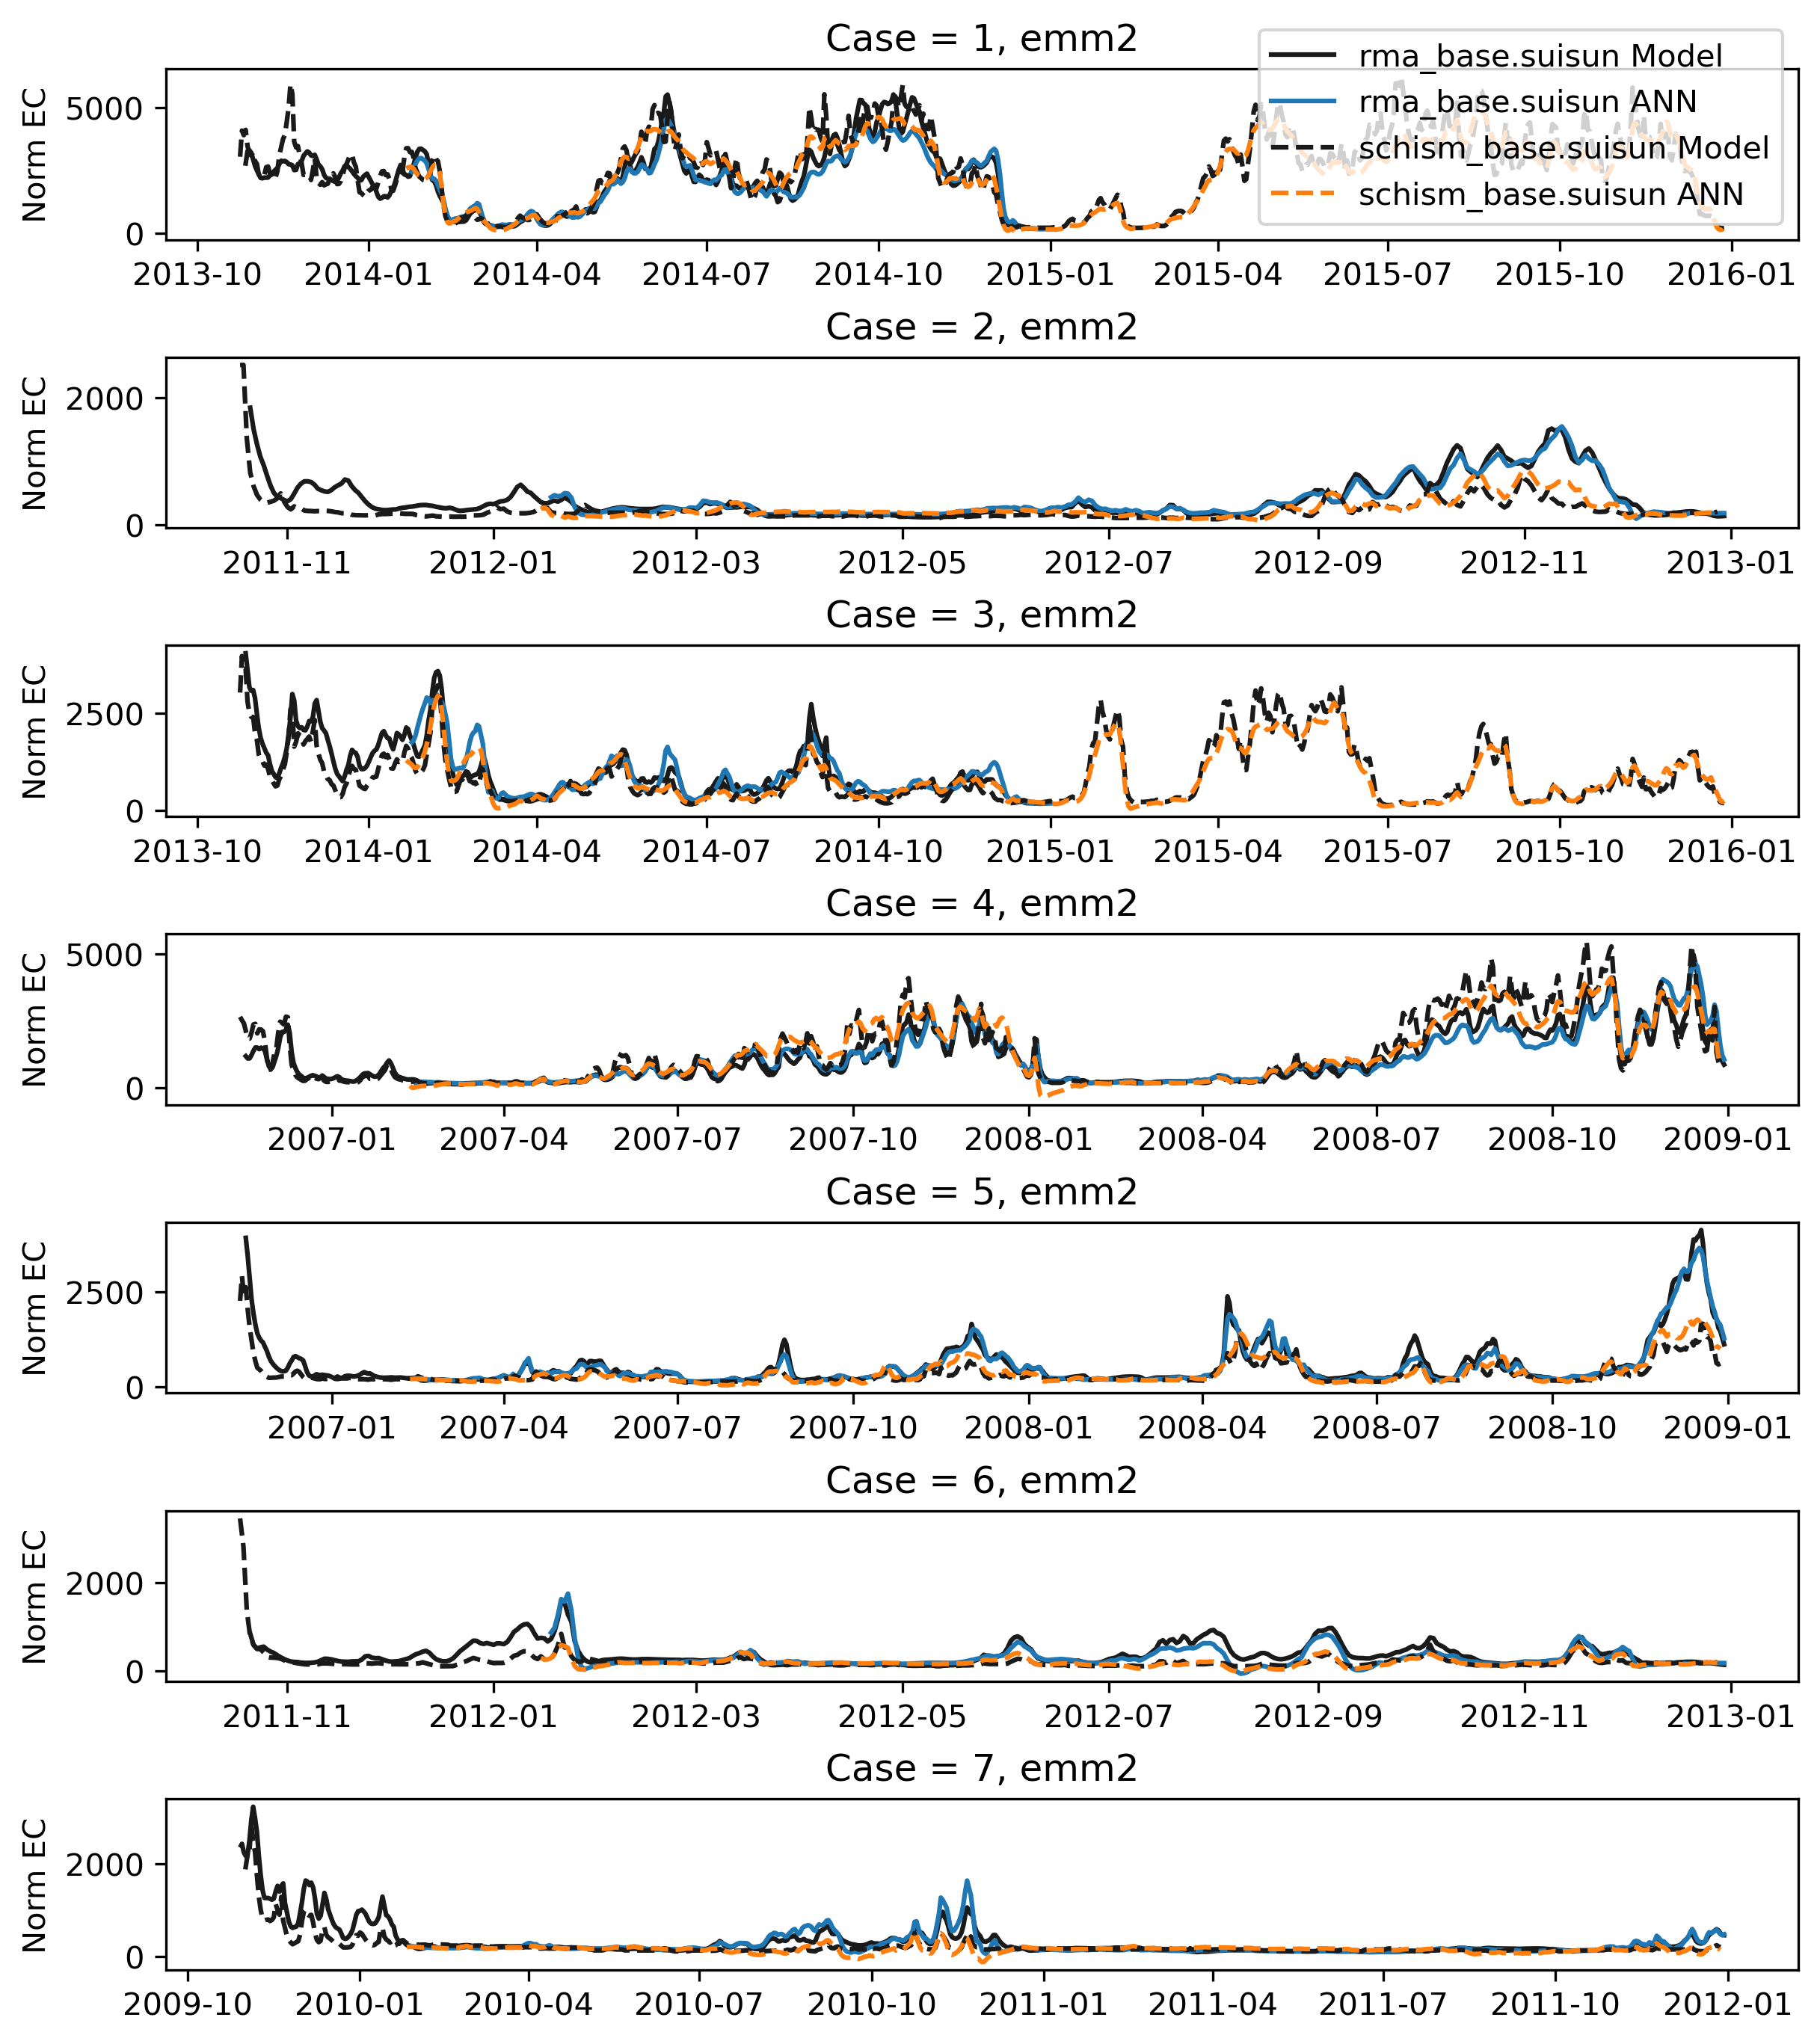 Case = 1, emm2
rma_base.suisun Model
rma_base.suisun ANN
schism_base.suisun Model
schism_base.suisun ANN
Norm EC
5000
0
2013-10 2014-01 2014-04 2014-07 2014-10 2015-01 2015-04 2015-07 2015-10 2016-01
Case = 2, emm2
Norm EC
2000
0
2011-11 2012-01 2012-03 2012-05 2012-07 2012-09 2012-11 2013-01
Case = 3, emm2
Norm EC
2500
0
2013-10 2014-01 2014-04 2014-07 2014-10 2015-01 2015-04 2015-07 2015-10 2016-01
Case = 4, emm2
Norm EC
5000
0
2007-01 2007-04 2007-07 2007-10 2008-01 2008-04 2008-07 2008-10 2009-01
Case = 5, emm2
Norm EC
2500
0
2007-01 2007-04 2007-07 2007-10 2008-01 2008-04 2008-07 2008-10 2009-01
Case = 6, emm2
Norm EC
2000
0
2011-11 2012-01 2012-03 2012-05 2012-07 2012-09 2012-11 2013-01
Case = 7, emm2
Norm EC
2000
0
2009-10 2010-01 2010-04 2010-07 2010-10 2011-01 2011-04 2011-07 2011-10 2012-01